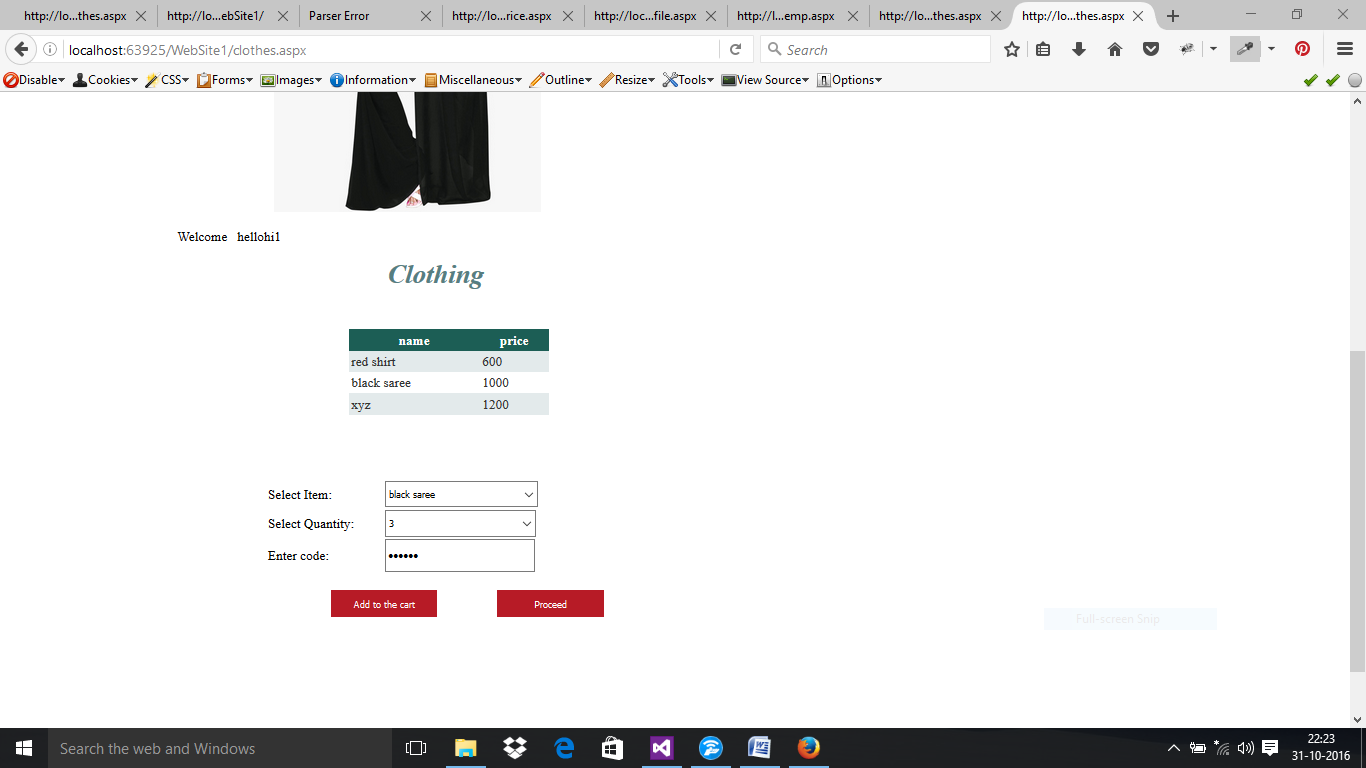 http://lo...thes.aspx http://lo...ebSite1/ Parser Error http://lo...rice.aspx http://loc...file.aspx http://l...emp.aspx http://lo...thes.aspx http://lo...thes.aspx
localhost:63925/WebSite1/clothes.aspx Search
Disable Cookies CSS Forms Images Information Miscellaneous Outline Resize Tools View Source Options
Welcome hellohi1
Clothing
name price
red shirt 600
black saree 1000
xyz 1200
Select Item: black saree
Select Quantity: 3
Enter code: ••••••
Add to the cart Proceed
Full-screen Snip
Search the web and Windows
22:23
31-10-2016